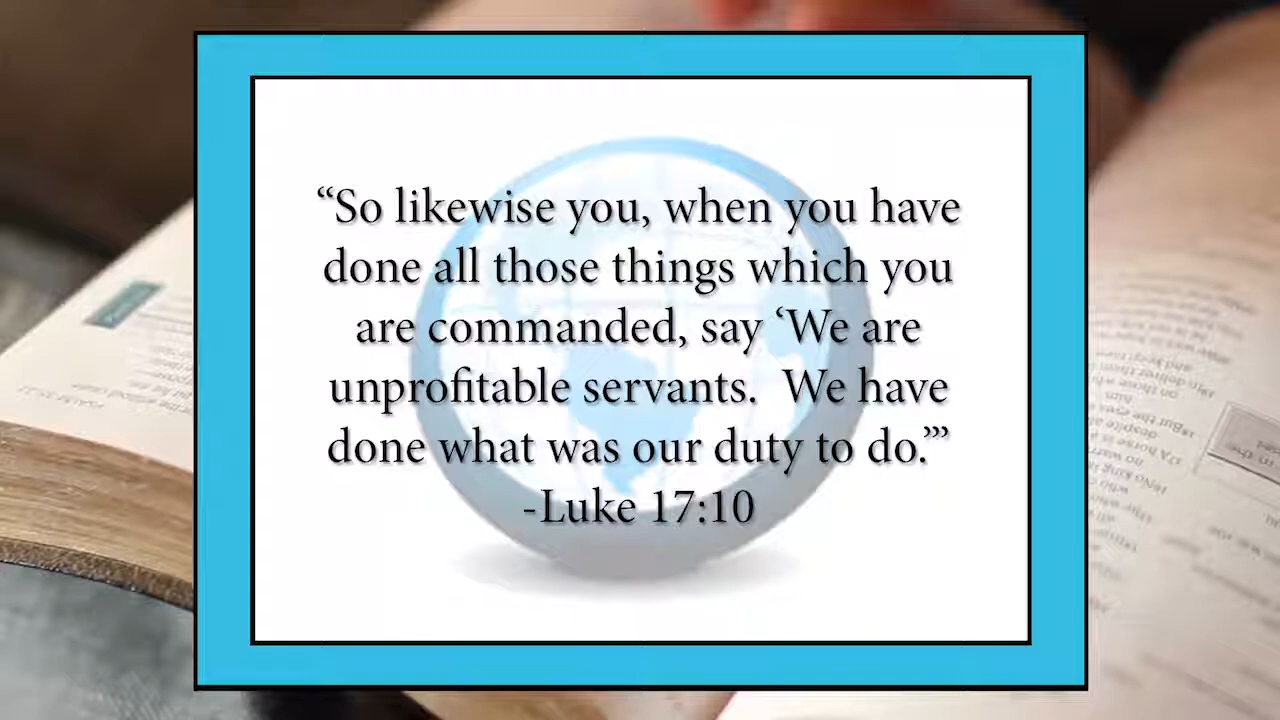 “So likewise you, when you have
done all those things which you
are commanded, say ‘We are
unprofitable servants.  We have
done what was our duty to do.’”
-Luke 17:10